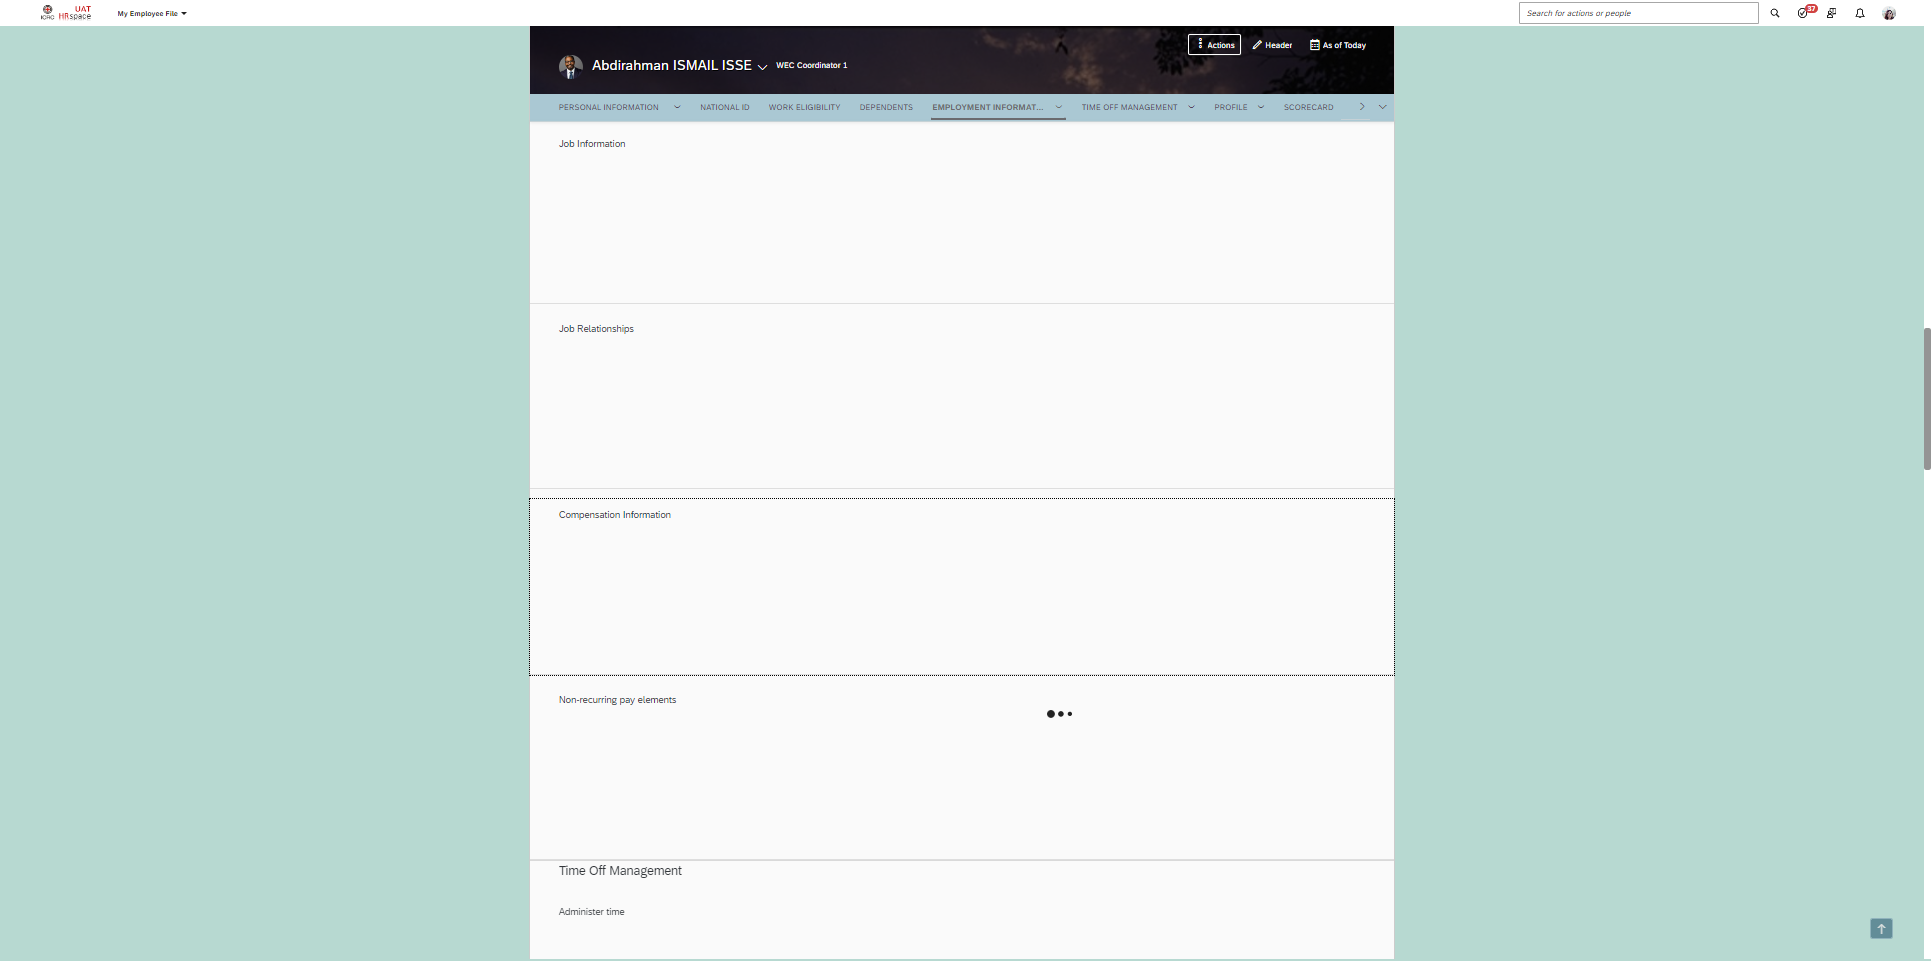 ICRC
UAT
HRspace
My Employee File
Search for actions or people
37
Actions
Header
As of Today
Abdirahman ISMAIL ISSE
WEC Coordinator 1
PERSONAL INFORMATION
NATIONAL ID
WORK ELIGIBILITY
DEPENDENTS
EMPLOYMENT INFORMAT...
TIME OFF MANAGEMENT
PROFILE
SCORECARD
Job Information
Job Relationships
Compensation Information
Non-recurring pay elements
Time Off Management
Administer time